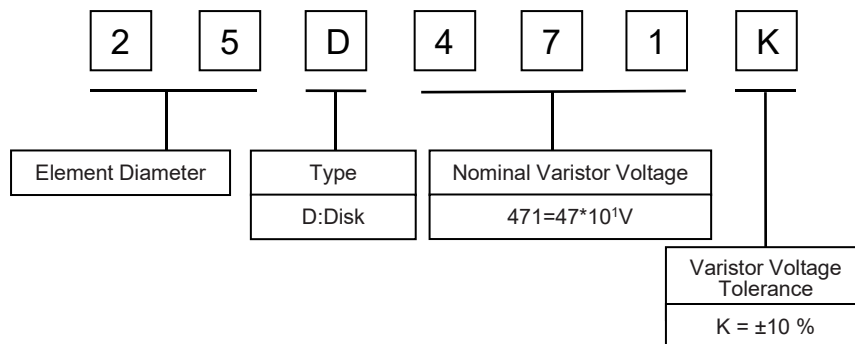 2 5 D 4 7 1 K
Element Diameter
Type
D:Disk
Nominal Varistor Voltage
471=47*10¹V
Varistor Voltage
Tolerance
K = ±10 %